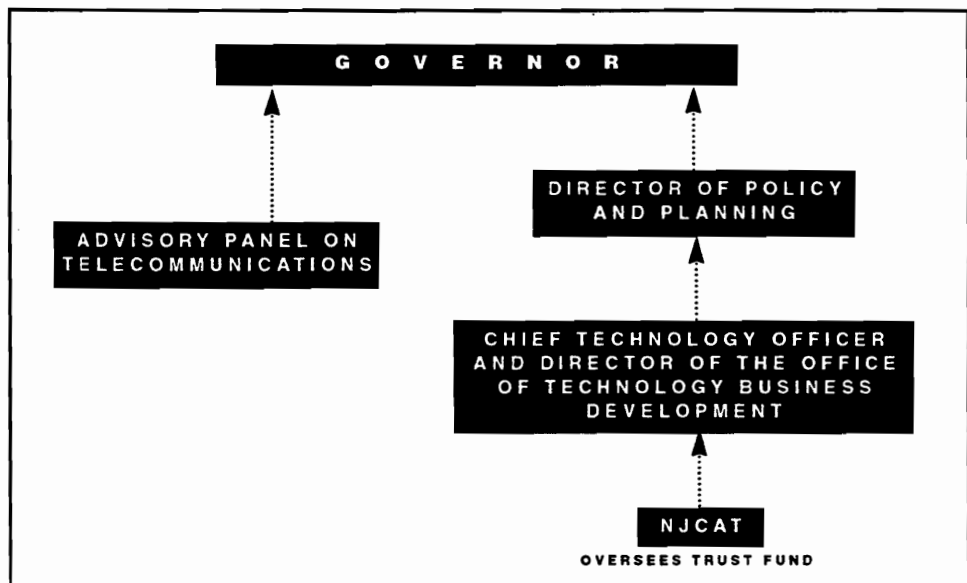 GOVERNOR
DIRECTOR OF POLICY
AND PLANNING
ADVISORY PANEL ON
TELECOMMUNICATIONS
CHIEF TECHNOLOGY OFFICER
AND DIRECTOR OF THE OFFICE
OF TECHNOLOGY BUSINESS
DEVELOPMENT
NJCAT
OVERSEES TRUST FUND